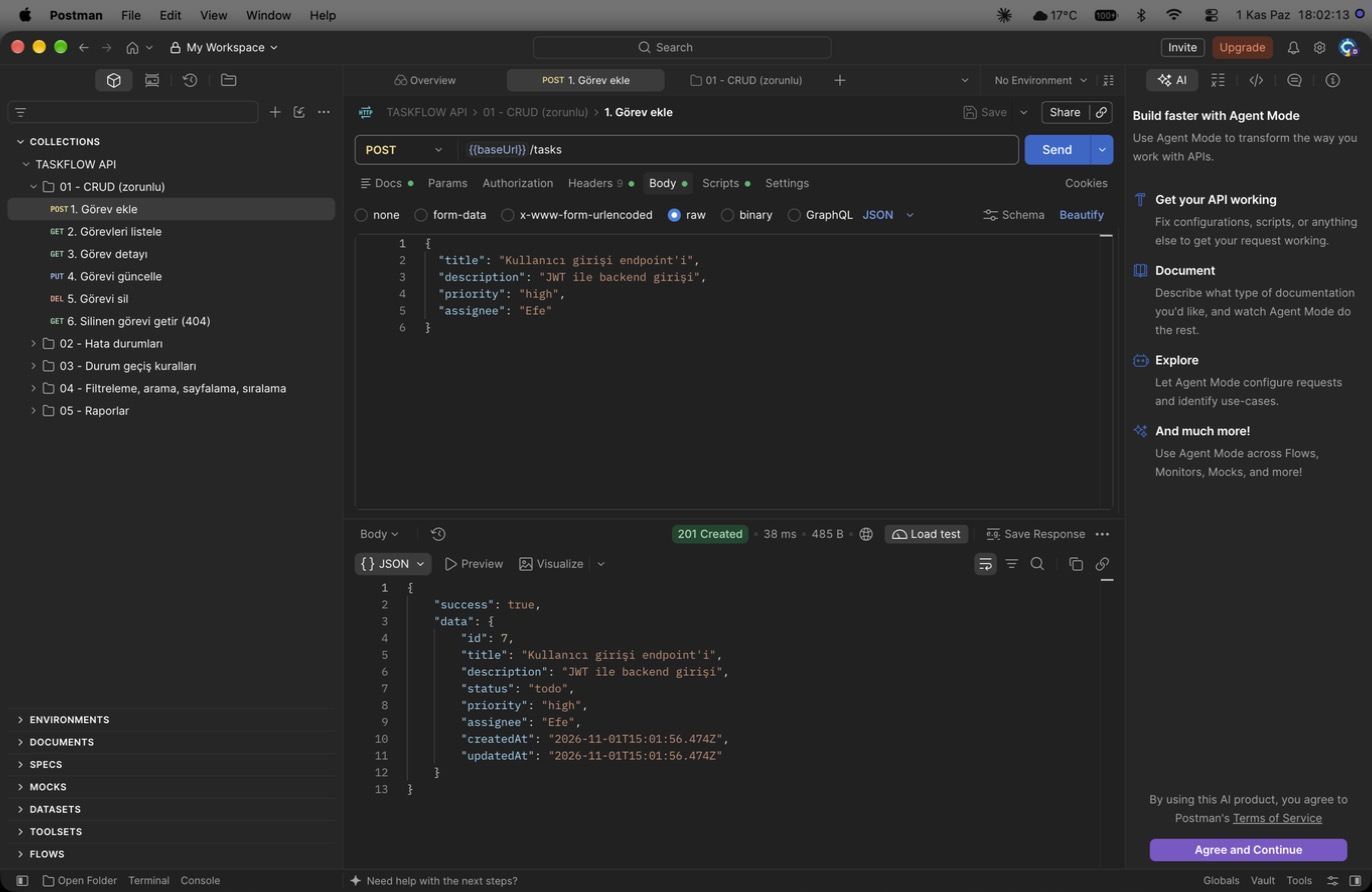 Postman File Edit View Window Help 100+ 17°C 1 Kas Paz 18:02:13
My Workspace Search Invite Upgrade
Overview POST 1. Görev ekle 01 - CRUD (zorunlu) No Environment AI
TASKFLOW API > 01 - CRUD (zorunlu) > 1. Görev ekle Save Share
COLLECTIONS
TASKFLOW API
01 - CRUD (zorunlu)
POST 1. Görev ekle
GET 2. Görevleri listele
GET 3. Görev detayı
PUT 4. Görevi güncelle
DEL 5. Görevi sil
GET 6. Silinen görevi getir (404)
02 - Hata durumları
03 - Durum geçiş kuralları
04 - Filtreleme, arama, sayfalama, sıralama
05 - Raporlar
ENVIRONMENTS
DOCUMENTS
SPECS
MOCKS
DATASETS
TOOLSETS
FLOWS
POST {{baseUrl}} /tasks Send
Docs Params Authorization Headers 9 Body Scripts Settings Cookies
none form-data x-www-form-urlencoded raw binary GraphQL JSON Schema Beautify
1 {
2 "title": "Kullanıcı girişi endpoint'i",
3 "description": "JWT ile backend girişi",
4 "priority": "high",
5 "assignee": "Efe"
6 }
Body 201 Created 38 ms 485 B Load test e.g. Save Response
{} JSON Preview Visualize
1 {
2 "success": true,
3 "data": {
4 "id": 7,
5 "title": "Kullanıcı girişi endpoint'i",
6 "description": "JWT ile backend girişi",
7 "status": "todo",
8 "priority": "high",
9 "assignee": "Efe",
10 "createdAt": "2026-11-01T15:01:56.474Z",
11 "updatedAt": "2026-11-01T15:01:56.474Z"
12 }
13 }
Build faster with Agent Mode
Use Agent Mode to transform the way you
work with APIs.
Get your API working
Fix configurations, scripts, or anything
else to get your request working.
Document
Describe what type of documentation
you'd like, and watch Agent Mode do
the rest.
Explore
Let Agent Mode configure requests
and identify use-cases.
And much more!
Use Agent Mode across Flows,
Monitors, Mocks, and more!
By using this AI product, you agree to
Postman's Terms of Service
Agree and Continue
Open Folder Terminal Console Need help with the next steps? Globals Vault Tools